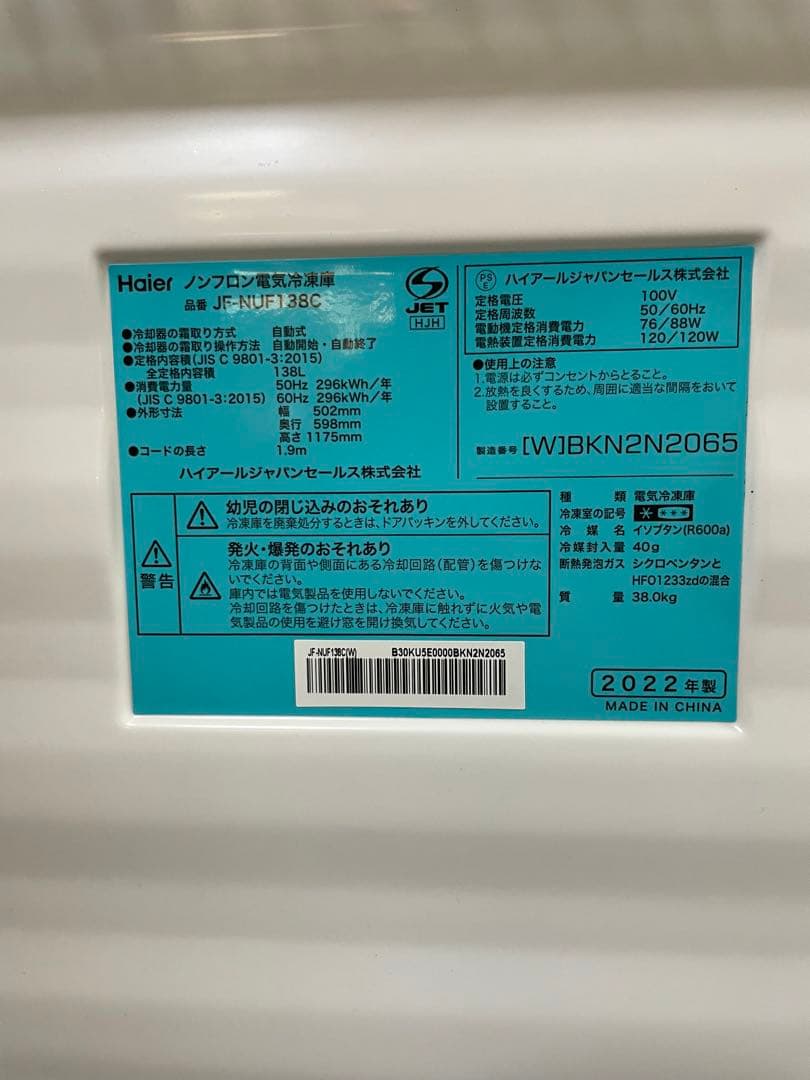 Haier ノンフロン電気冷凍庫
品番 JF-NUF138C
JET
HJH
●冷却器の霜取り方式 自動式
●冷却器の霜取り操作方法 自動開始・自動終了
●定格内容積(JIS C 9801-3:2015)
全定格内容積 138L
●消費電力量 50Hz 296kWh/年
(JIS C 9801-3:2015) 60Hz 296kWh/年
●外形寸法 幅 502mm
奥行 598mm
高さ 1175mm
●コードの長さ 1.9m
ハイアールジャパンセールス株式会社
PS
E
ハイアールジャパンセールス株式会社
定格電圧 100V
定格周波数 50/60Hz
電動機定格消費電力 76/88W
電熱装置定格消費電力 120/120W
●使用上の注意
1.電源は必ずコンセントからとること。
2.放熱を良くするため、周囲に適当な間隔をおいて
設置すること。
製造番号 [W]BKN2N2065
警告
幼児の閉じ込みのおそれあり
冷凍庫を廃棄処分するときは、ドアパッキンを外してください。
発火・爆発のおそれあり
冷凍庫の背面や側面にある冷却回路(配管)を傷つけな
いでください。
庫内では電気製品を使用しないでください。
冷却回路を傷つけたときは、冷凍庫に触れずに火気や電
気製品の使用を避け窓を開け換気してください。
種類 電気冷凍庫
冷凍室の記号 * ***
冷媒名 イソブタン(R600a)
冷媒封入量 40g
断熱発泡ガス シクロペンタンと
HFO1233zdの混合
質量 38.0kg
JF-NUF138C(W) B30KU5E0000BKN2N2065
2022年製
MADE IN CHINA